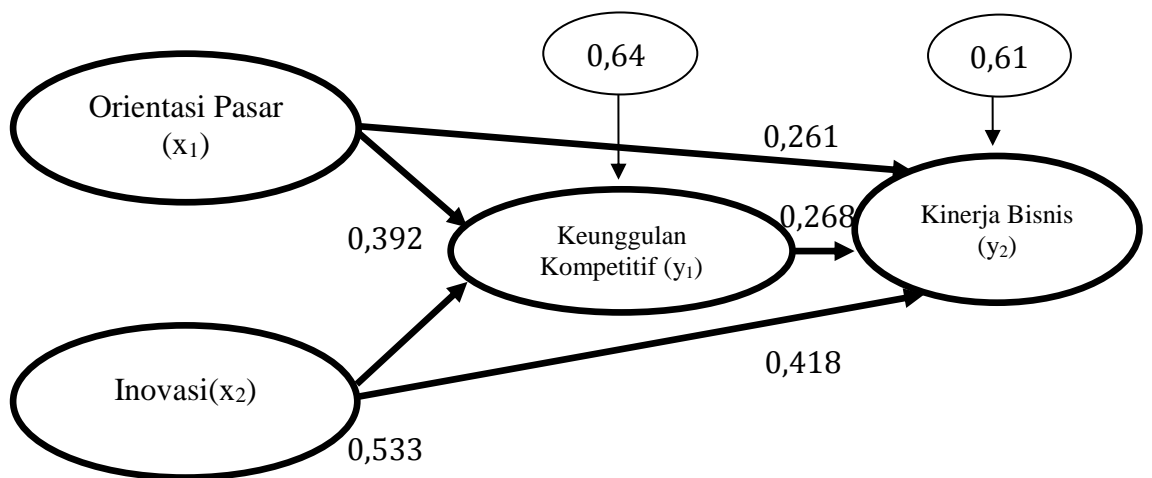 0,64
0,61
Orientasi Pasar
(x₁)
0,261
0,392
Keunggulan
Kompetitif (y₁)
0,268
Kinerja Bisnis
(y₂)
Inovasi(x₂)
0,418
0,533